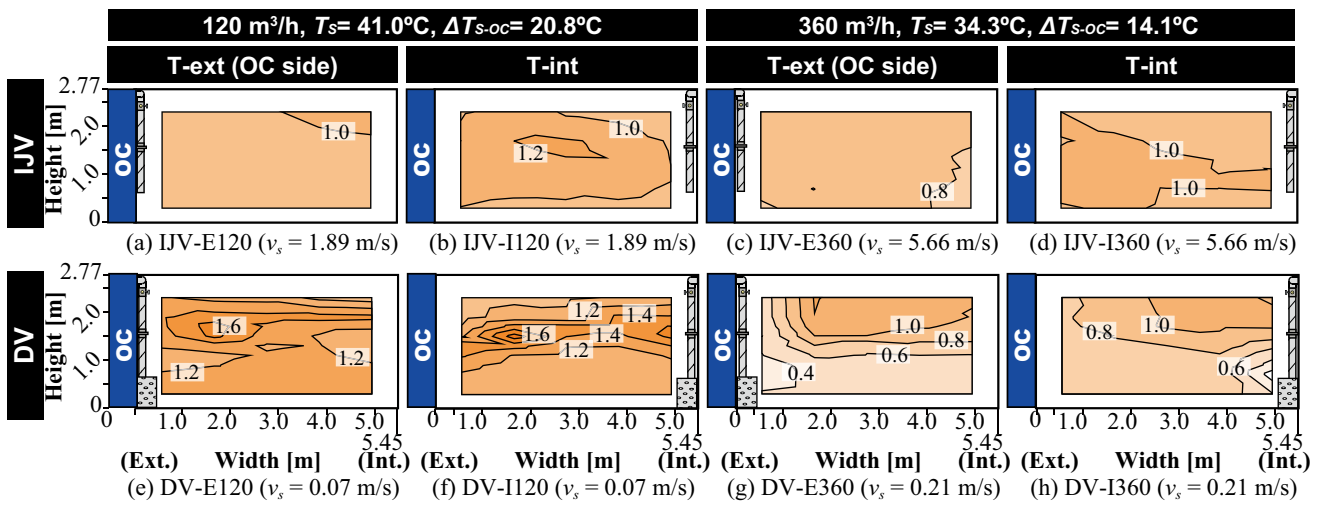 120 m³/h, Tₛ= 41.0ºC, ΔT_S-OC= 20.8ºC
360 m³/h, Tₛ= 34.3ºC, ΔT_S-OC= 14.1ºC
T-ext (OC side)
T-int
T-ext (OC side)
T-int
IJV
Height [m]
2.77
2.0
1.0
0
OC
1.0
OC
1.0
1.2
OC
0.8
OC
1.0
1.0
(a) IJV-E120 (vₛ = 1.89 m/s)
(b) IJV-I120 (vₛ = 1.89 m/s)
(c) IJV-E360 (vₛ = 5.66 m/s)
(d) IJV-I360 (vₛ = 5.66 m/s)
DV
Height [m]
2.77
2.0
1.0
0
OC
1.6
1.2
1.2
OC
1.2
1.4
1.6
1.4
1.2
OC
1.0
0.8
0.6
0.4
OC
1.0
0.8
0.6
0 1.0 2.0 3.0 4.0 5.0
5.45
0 1.0 2.0 3.0 4.0 5.0
5.45
0 1.0 2.0 3.0 4.0 5.0
5.45
0 1.0 2.0 3.0 4.0 5.0
5.45
(Ext.) Width [m] (Int.)
(Ext.) Width [m] (Int.)
(Ext.) Width [m] (Int.)
(Ext.) Width [m] (Int.)
(e) DV-E120 (vₛ = 0.07 m/s)
(f) DV-I120 (vₛ = 0.07 m/s)
(g) DV-E360 (vₛ = 0.21 m/s)
(h) DV-I360 (vₛ = 0.21 m/s)